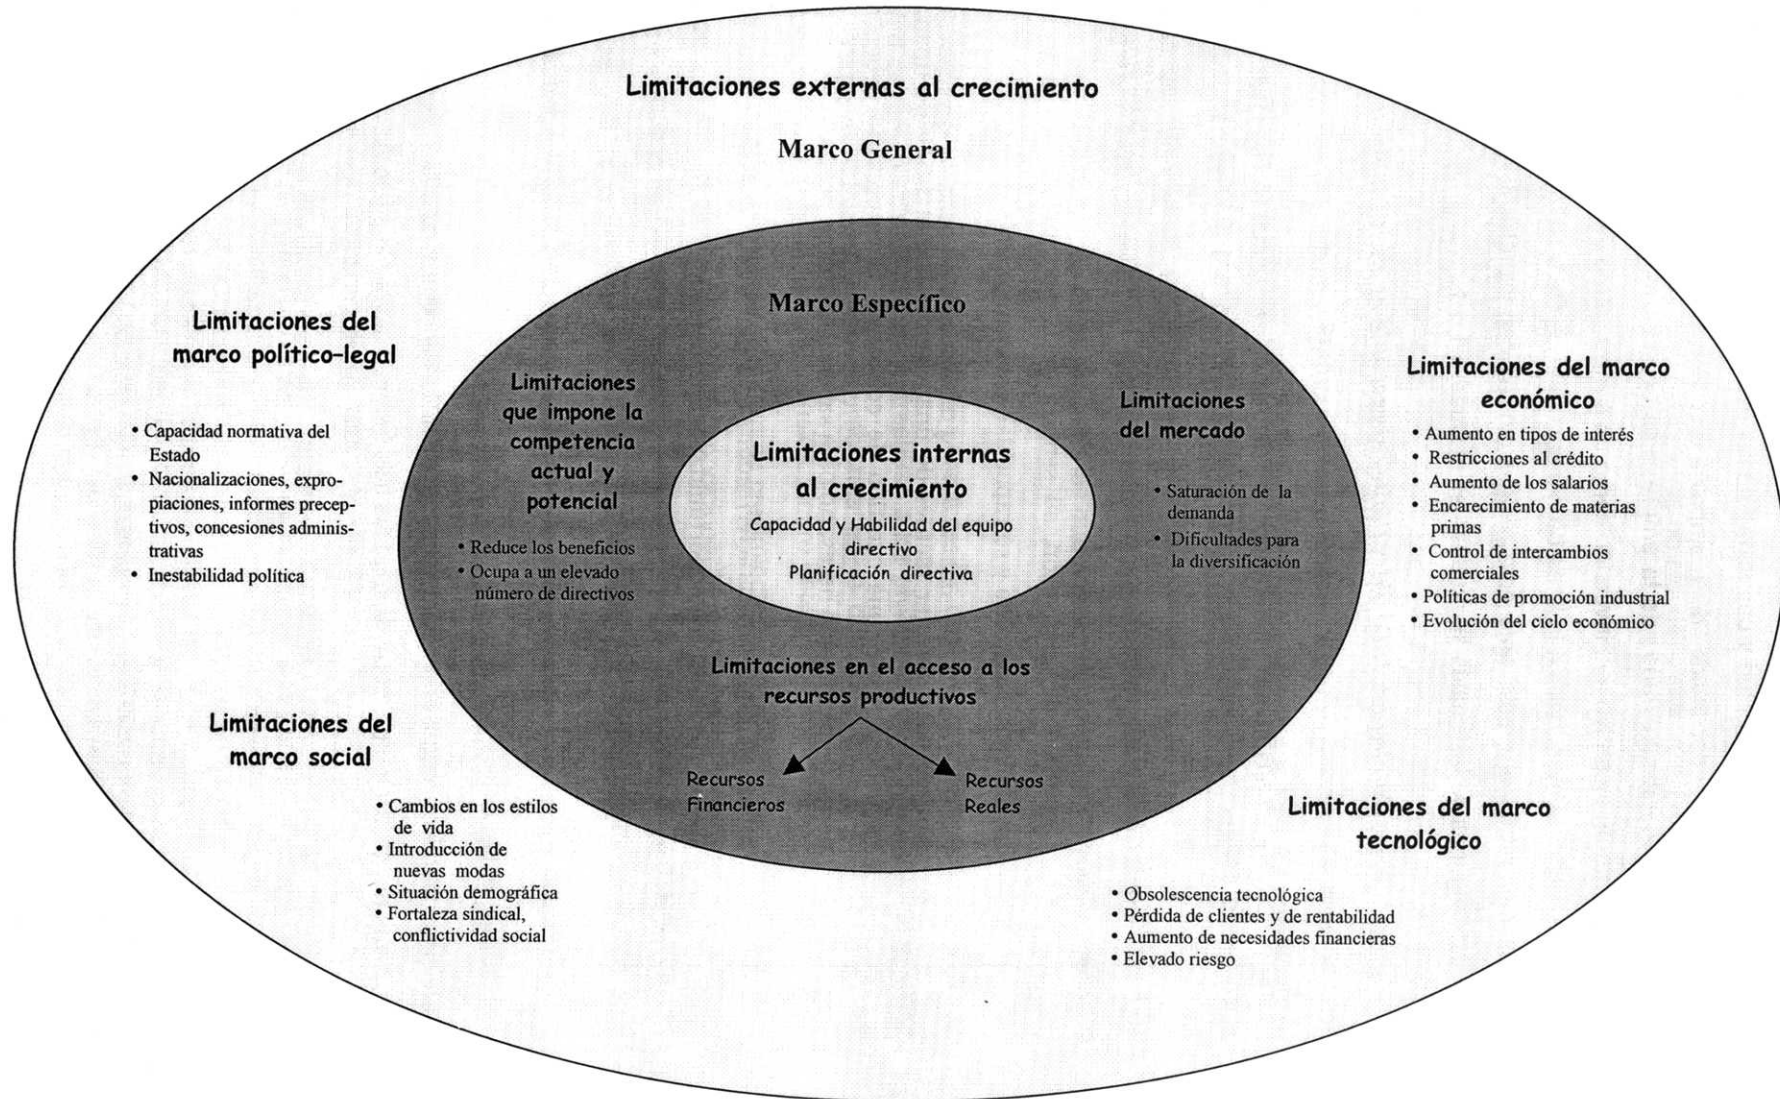 Limitaciones externas al crecimiento
Marco General
Marco Específico
Limitaciones del
marco político-legal
• Capacidad normativa del
Estado
• Nacionalizaciones, expro-
piaciones, informes precep-
tivos, concesiones adminis-
trativas
• Inestabilidad política
Limitaciones
que impone la
competencia
actual y
potencial
• Reduce los beneficios
• Ocupa a un elevado
número de directivos
Limitaciones internas
al crecimiento
Capacidad y Habilidad del equipo
directivo
Planificación directiva
Limitaciones
del mercado
• Saturación de la
demanda
• Dificultades para
la diversificación
Limitaciones del marco
económico
• Aumento en tipos de interés
• Restricciones al crédito
• Aumento de los salarios
• Encarecimiento de materias
primas
• Control de intercambios
comerciales
• Políticas de promoción industrial
• Evolución del ciclo económico
Limitaciones en el acceso a los
recursos productivos
Recursos
Financieros
Recursos
Reales
Limitaciones del
marco social
• Cambios en los estilos
de vida
• Introducción de
nuevas modas
• Situación demográfica
• Fortaleza sindical,
conflictividad social
Limitaciones del marco
tecnológico
• Obsolescencia tecnológica
• Pérdida de clientes y de rentabilidad
• Aumento de necesidades financieras
• Elevado riesgo